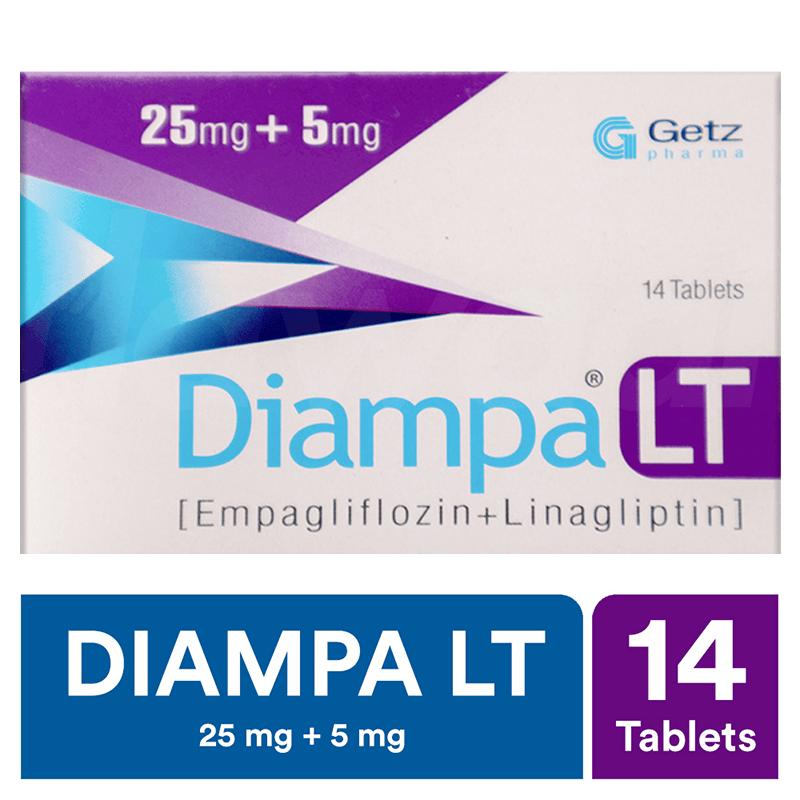 25mg + 5mg
Getz
pharma
14 Tablets
Diampa® LT
[Empagliflozin+Linagliptin]
DIAMPA LT
25 mg + 5 mg
14
Tablets